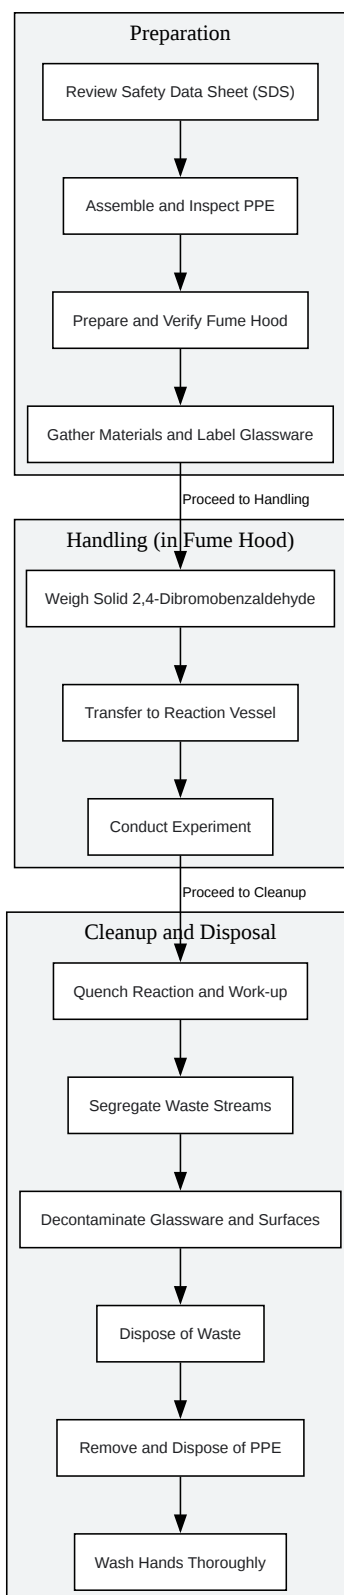 Preparation
Review Safety Data Sheet (SDS)
Assemble and Inspect PPE
Prepare and Verify Fume Hood
Gather Materials and Label Glassware
Proceed to Handling
Handling (in Fume Hood)
Weigh Solid 2,4-Dibromobenzaldehyde
Transfer to Reaction Vessel
Conduct Experiment
Proceed to Cleanup
Cleanup and Disposal
Quench Reaction and Work-up
Segregate Waste Streams
Decontaminate Glassware and Surfaces
Dispose of Waste
Remove and Dispose of PPE
Wash Hands Thoroughly